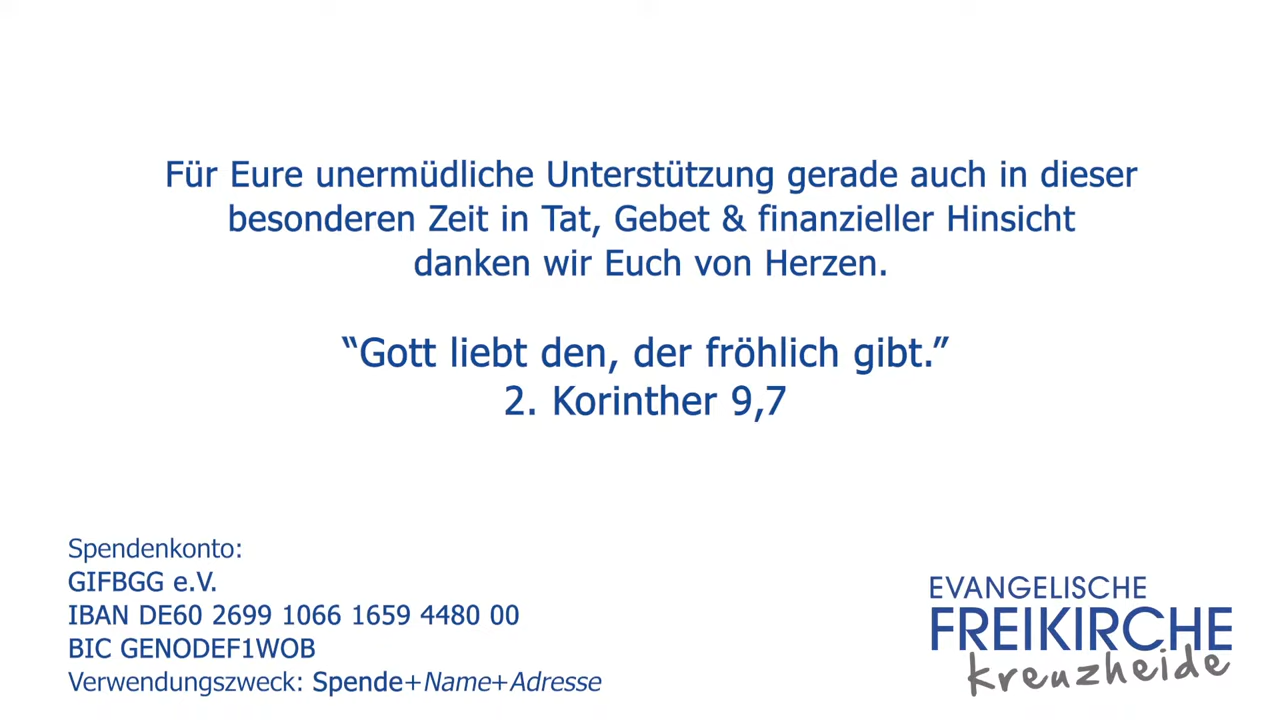 Für Eure unermüdliche Unterstützung gerade auch in dieser
besonderen Zeit in Tat, Gebet & finanzieller Hinsicht
danken wir Euch von Herzen.
“Gott liebt den, der fröhlich gibt.”
2. Korinther 9,7
Spendenkonto:
GIFBGG e.V.
IBAN DE60 2699 1066 1659 4480 00
BIC GENODEF1WOB
Verwendungszweck: Spende+Name+Adresse
EVANGELISCHE
FREIKIRCHE
kreuzheide